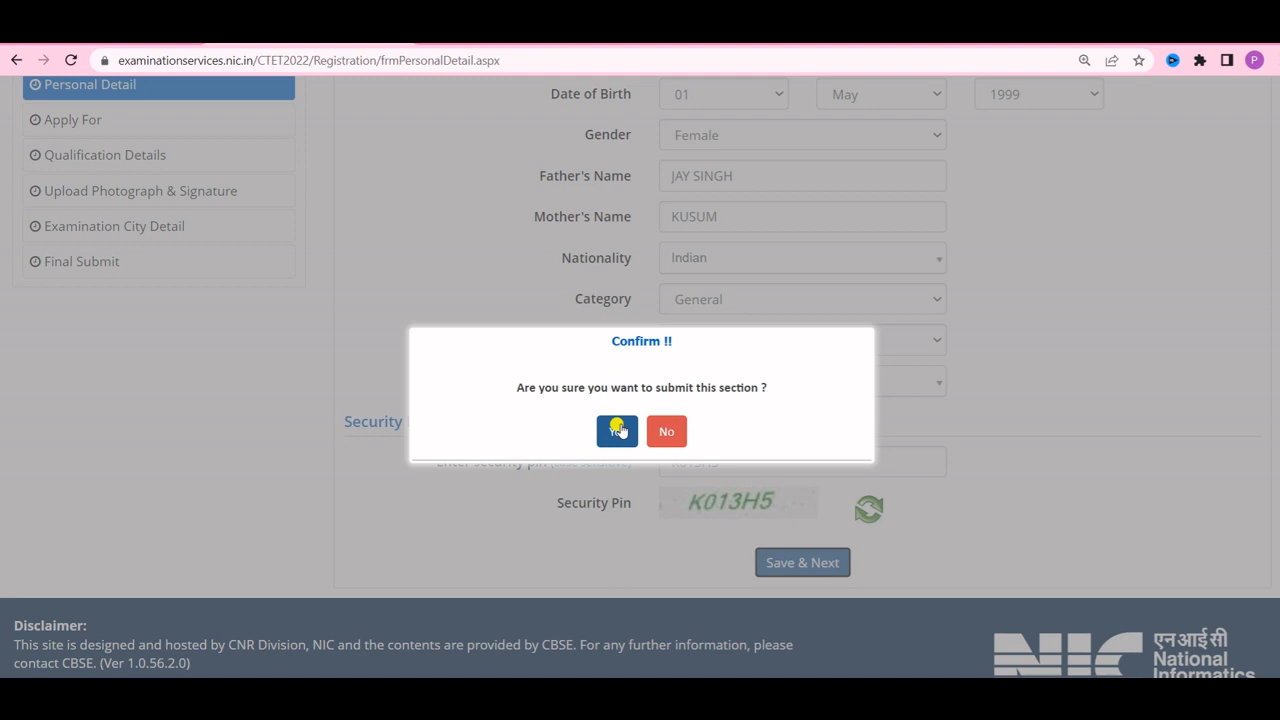 examinationservices.nic.in/CTET2022/Registration/frmPersonalDetail.aspx
P
Personal Detail
Apply For
Qualification Details
Upload Photograph & Signature
Examination City Detail
Final Submit
Date of Birth 01 May 1999
Gender Female
Father's Name JAY SINGH
Mother's Name KUSUM
Nationality Indian
Category General
Confirm !!
Are you sure you want to submit this section ?
No
Security
Security Pin K013H5
Save & Next
Disclaimer:
This site is designed and hosted by CNR Division, NIC and the contents are provided by CBSE. For any further information, please
contact CBSE. (Ver 1.0.56.2.0)
NIC
एनआईसी
National
Informatics